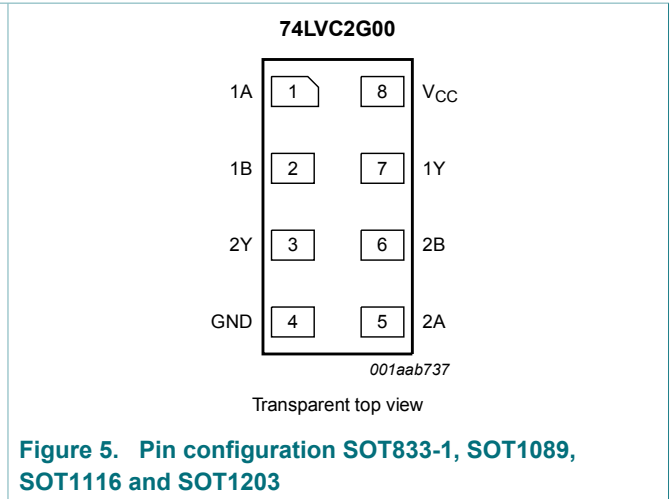 74LVC2G00
1A 1 8 VCC
1B 2 7 1Y
2Y 3 6 2B
GND 4 5 2A
001aab737
Transparent top view
Figure 5. Pin configuration SOT833-1, SOT1089,
SOT1116 and SOT1203